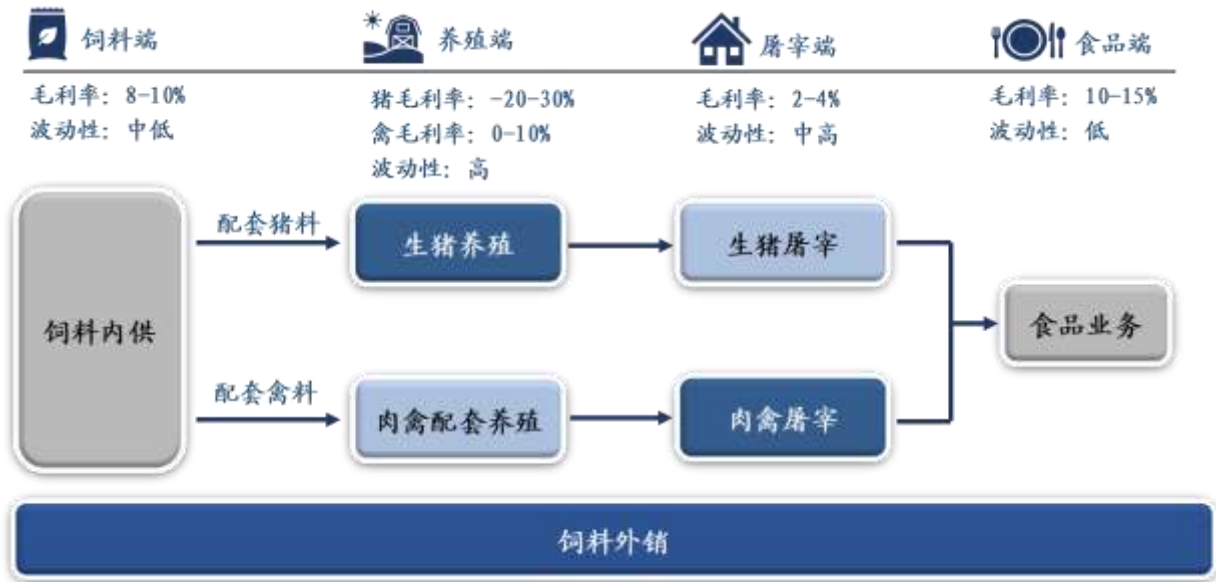 饲料端
养殖端
屠宰端
食品端
毛利率：8-10%
波动性：中低
猪毛利率：-20-30%
禽毛利率：0-10%
波动性：高
毛利率：2-4%
波动性：中高
毛利率：10-15%
波动性：低
饲料内供
配套猪料
生猪养殖
生猪屠宰
配套禽料
肉禽配套养殖
肉禽屠宰
食品业务
饲料外销